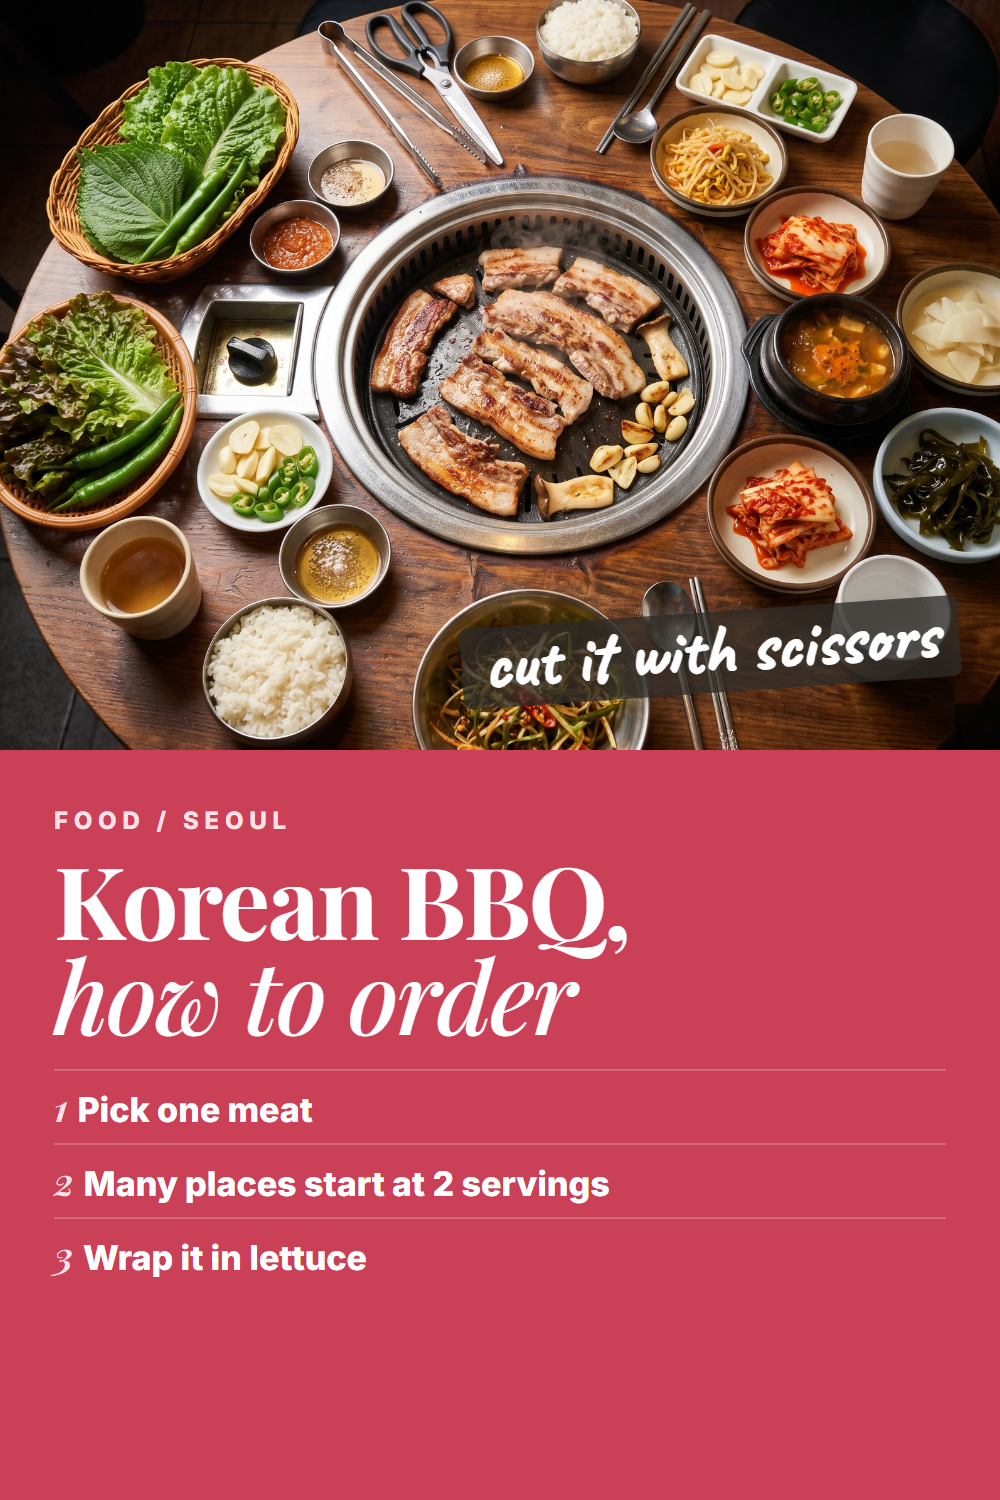 cut it with scissors
FOOD / SEOUL
Korean BBQ,
how to order
1 Pick one meat
2 Many places start at 2 servings
3 Wrap it in lettuce